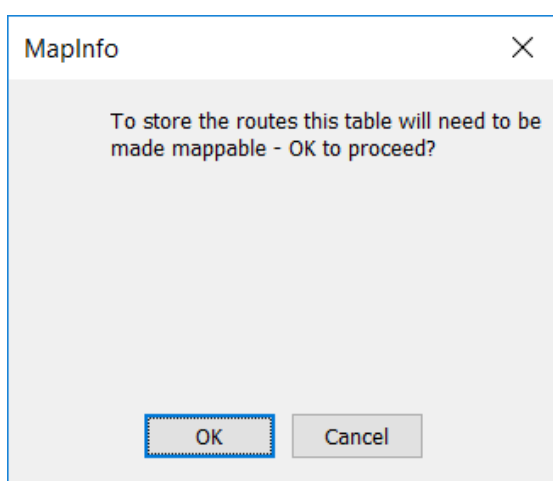 MapInfo
To store the routes this table will need to be
made mappable - OK to proceed?
OK
Cancel